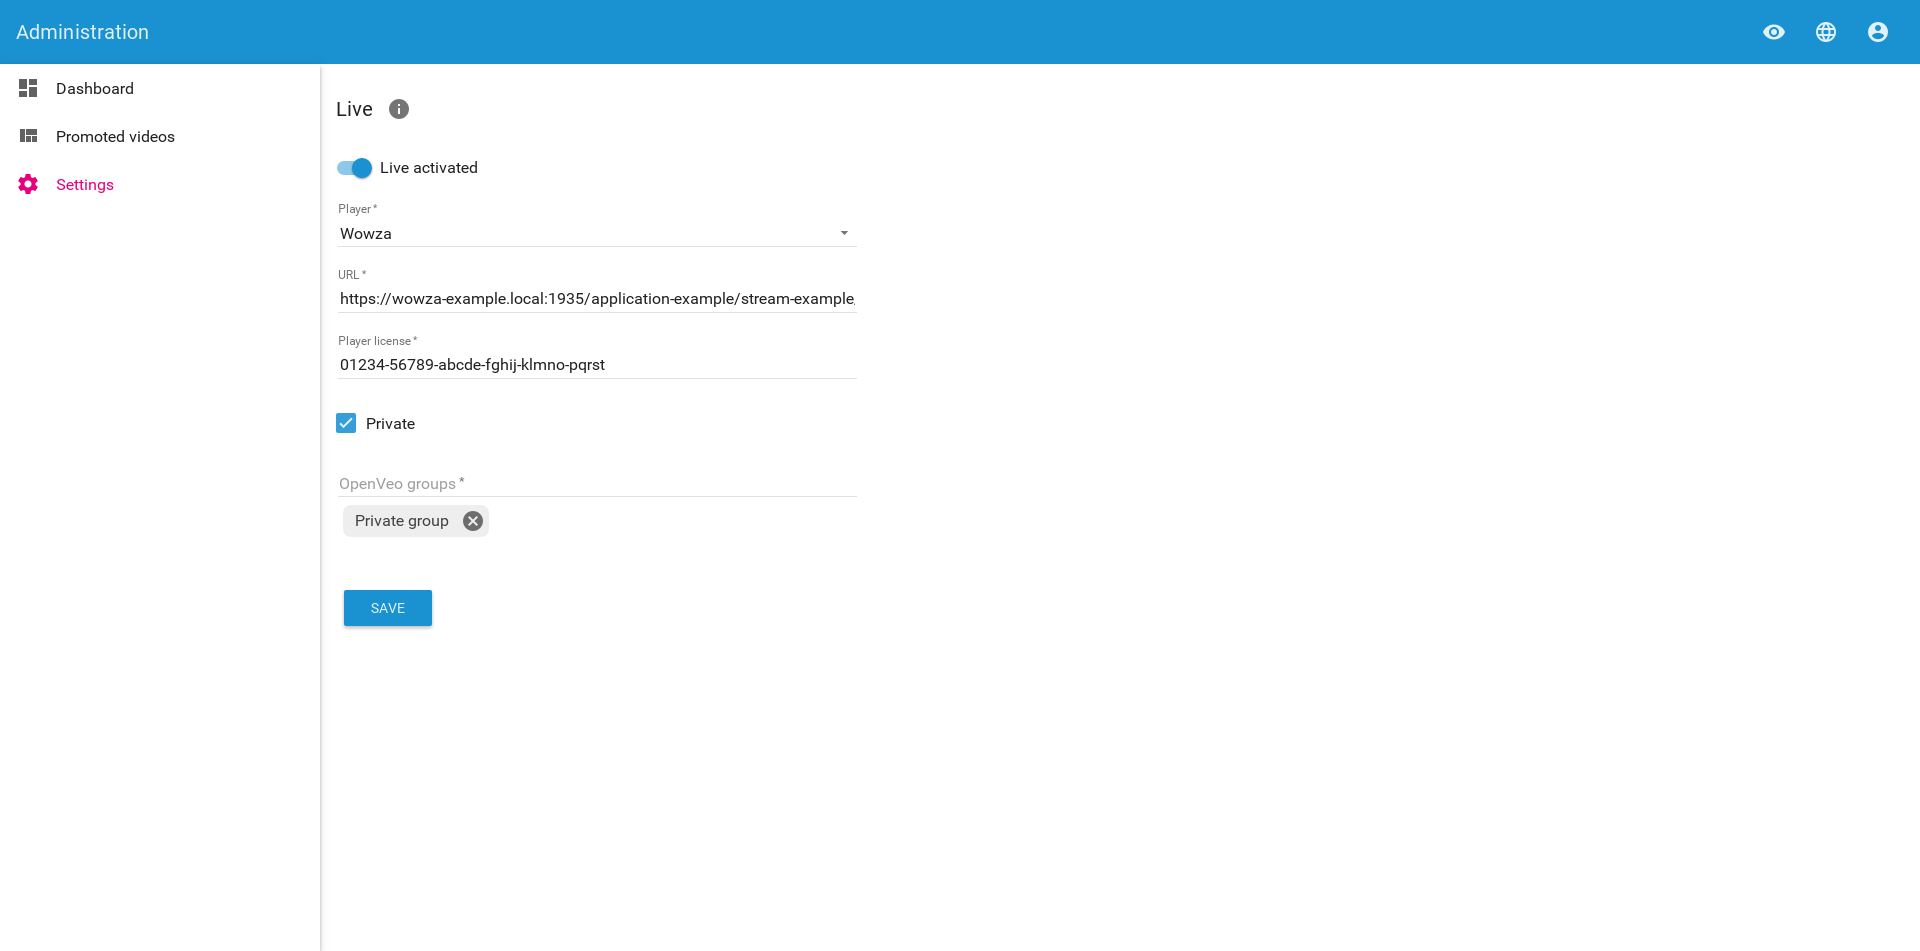 Administration
Dashboard
Promoted videos
Settings
Live
Live activated
Player *
Wowza
URL *
https://wowza-example.local:1935/application-example/stream-example
Player license *
01234-56789-abcde-fghij-klmno-pqrst
Private
OpenVeo groups *
Private group
SAVE